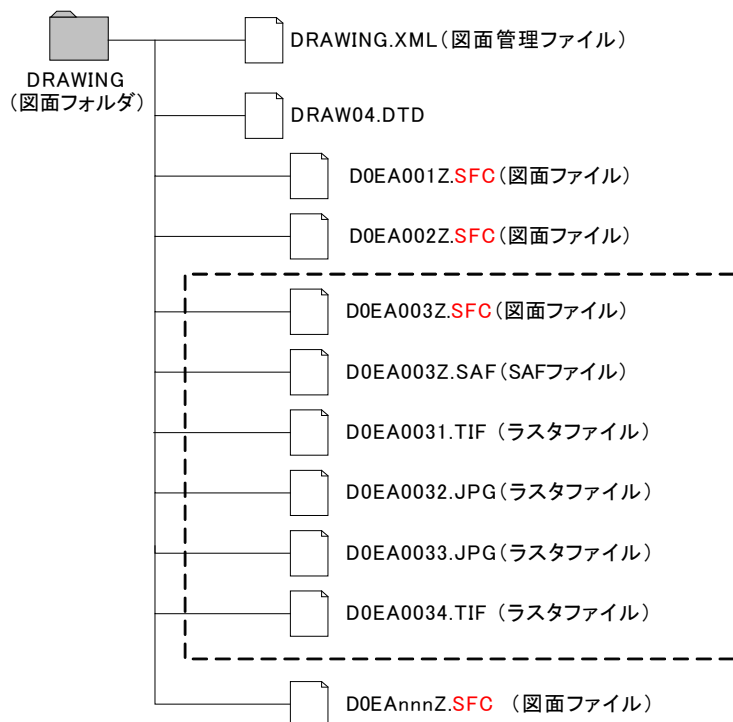 DRAWING
(図面フォルダ)
DRAWING.XML(図面管理ファイル)
DRAW04.DTD
D0EA001Z.SFC(図面ファイル)
D0EA002Z.SFC(図面ファイル)
D0EA003Z.SFC(図面ファイル)
D0EA003Z.SAF(SAFファイル)
D0EA0031.TIF (ラスタファイル)
D0EA0032.JPG(ラスタファイル)
D0EA0033.JPG(ラスタファイル)
D0EA0034.TIF (ラスタファイル)
D0EAnnnZ.SFC (図面ファイル)